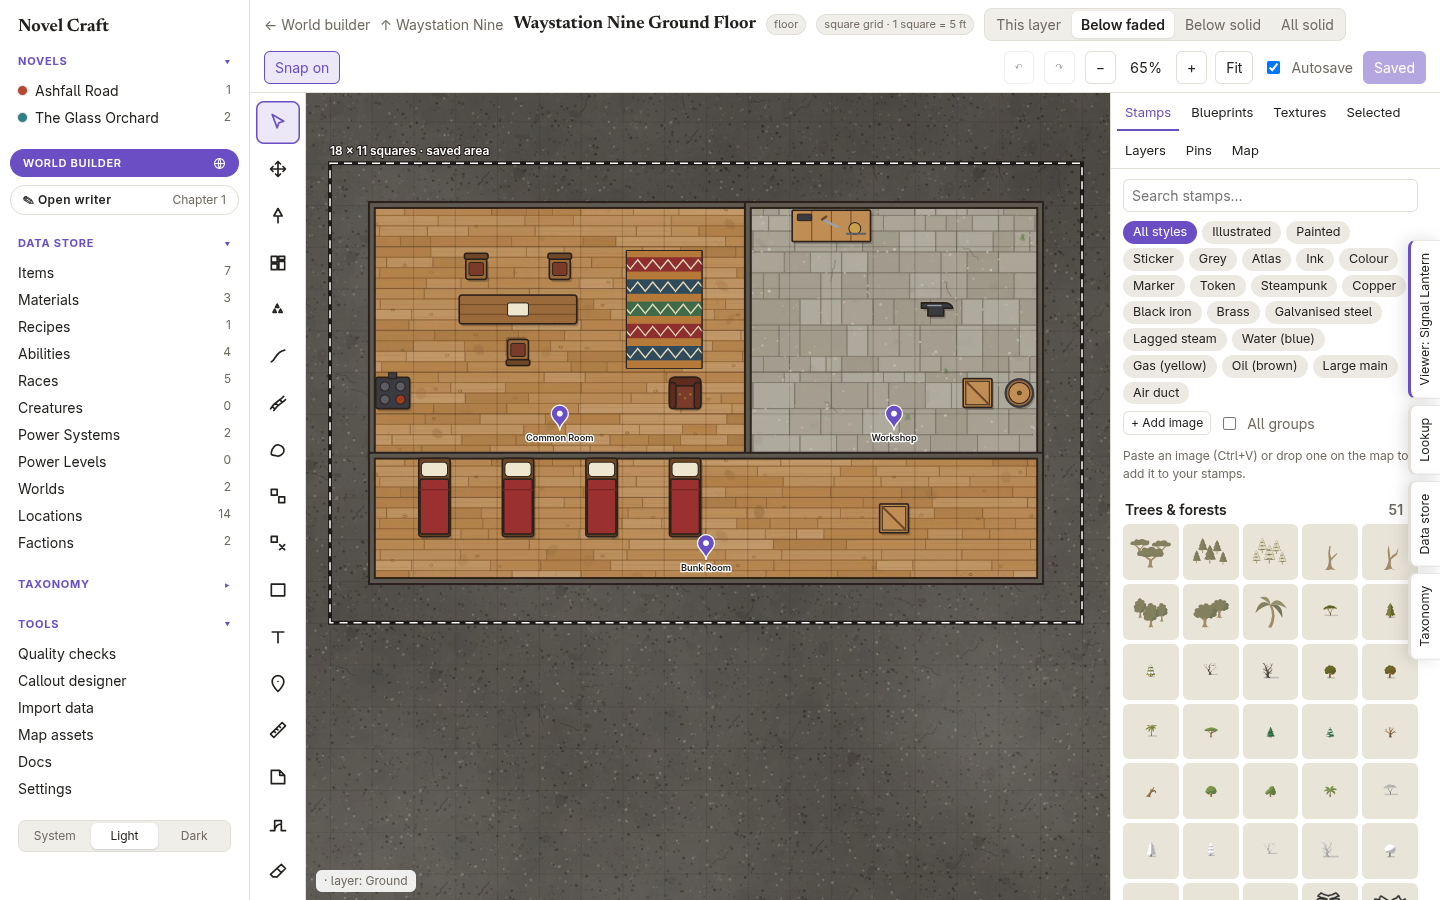 Novel Craft
NOVELS
Ashfall Road 1
The Glass Orchard 2
WORLD BUILDER
Open writer Chapter 1
DATA STORE
Items 7
Materials 3
Recipes 1
Abilities 4
Races 5
Creatures 0
Power Systems 2
Power Levels 0
Worlds 2
Locations 14
Factions 2
TAXONOMY
TOOLS
Quality checks
Callout designer
Import data
Map assets
Docs
Settings
System Light Dark
← World builder ↑ Waystation Nine Waystation Nine Ground Floor floor square grid · 1 square = 5 ft This layer Below faded Below solid All solid
Snap on − 65% + Fit Autosave Saved
18 × 11 squares · saved area
Common Room
Workshop
Bunk Room
· layer: Ground
Stamps Blueprints Textures Selected
Layers Pins Map
Search stamps...
All styles Illustrated Painted
Sticker Grey Atlas Ink Colour
Marker Token Steampunk Copper
Black iron Brass Galvanised steel
Lagged steam Water (blue)
Gas (yellow) Oil (brown) Large main
Air duct
+ Add image All groups
Paste an image (Ctrl+V) or drop one on the map to
add it to your stamps.
Trees & forests 51
Viewer: Signal Lantern
Lookup
Data store
Taxonomy